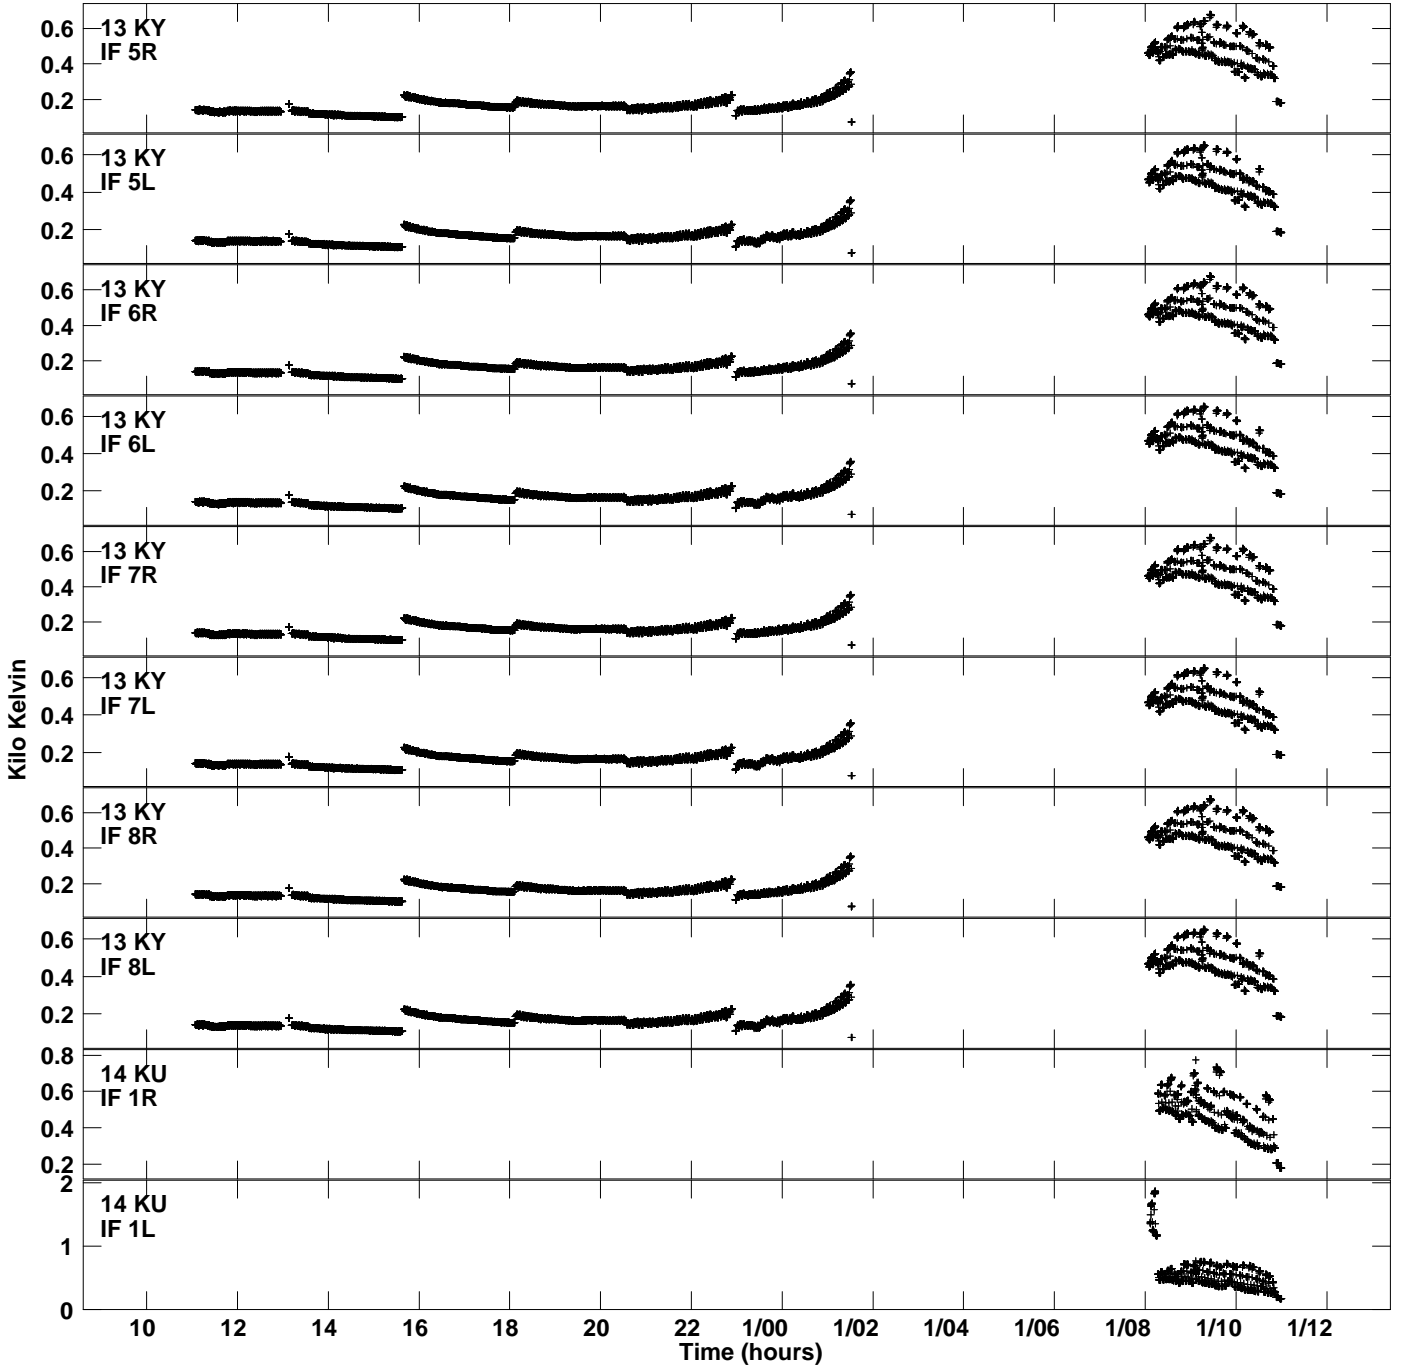 0.6
0.4
0.2
13 KY
IF 5R
0.6
0.4
0.2
13 KY
IF 5L
0.6
0.4
0.2
13 KY
IF 6R
0.6
0.4
0.2
13 KY
IF 6L
0.6
0.4
0.2
13 KY
IF 7R
0.6
0.4
0.2
13 KY
IF 7L
0.6
0.4
0.2
13 KY
IF 8R
0.6
0.4
0.2
13 KY
IF 8L
0.8
0.6
0.4
0.2
14 KU
IF 1R
2
1
0
14 KU
IF 1L
Kilo Kelvin
10 12 14 16 18 20 22 1/00 1/02 1/04 1/06 1/08 1/10 1/12
Time (hours)